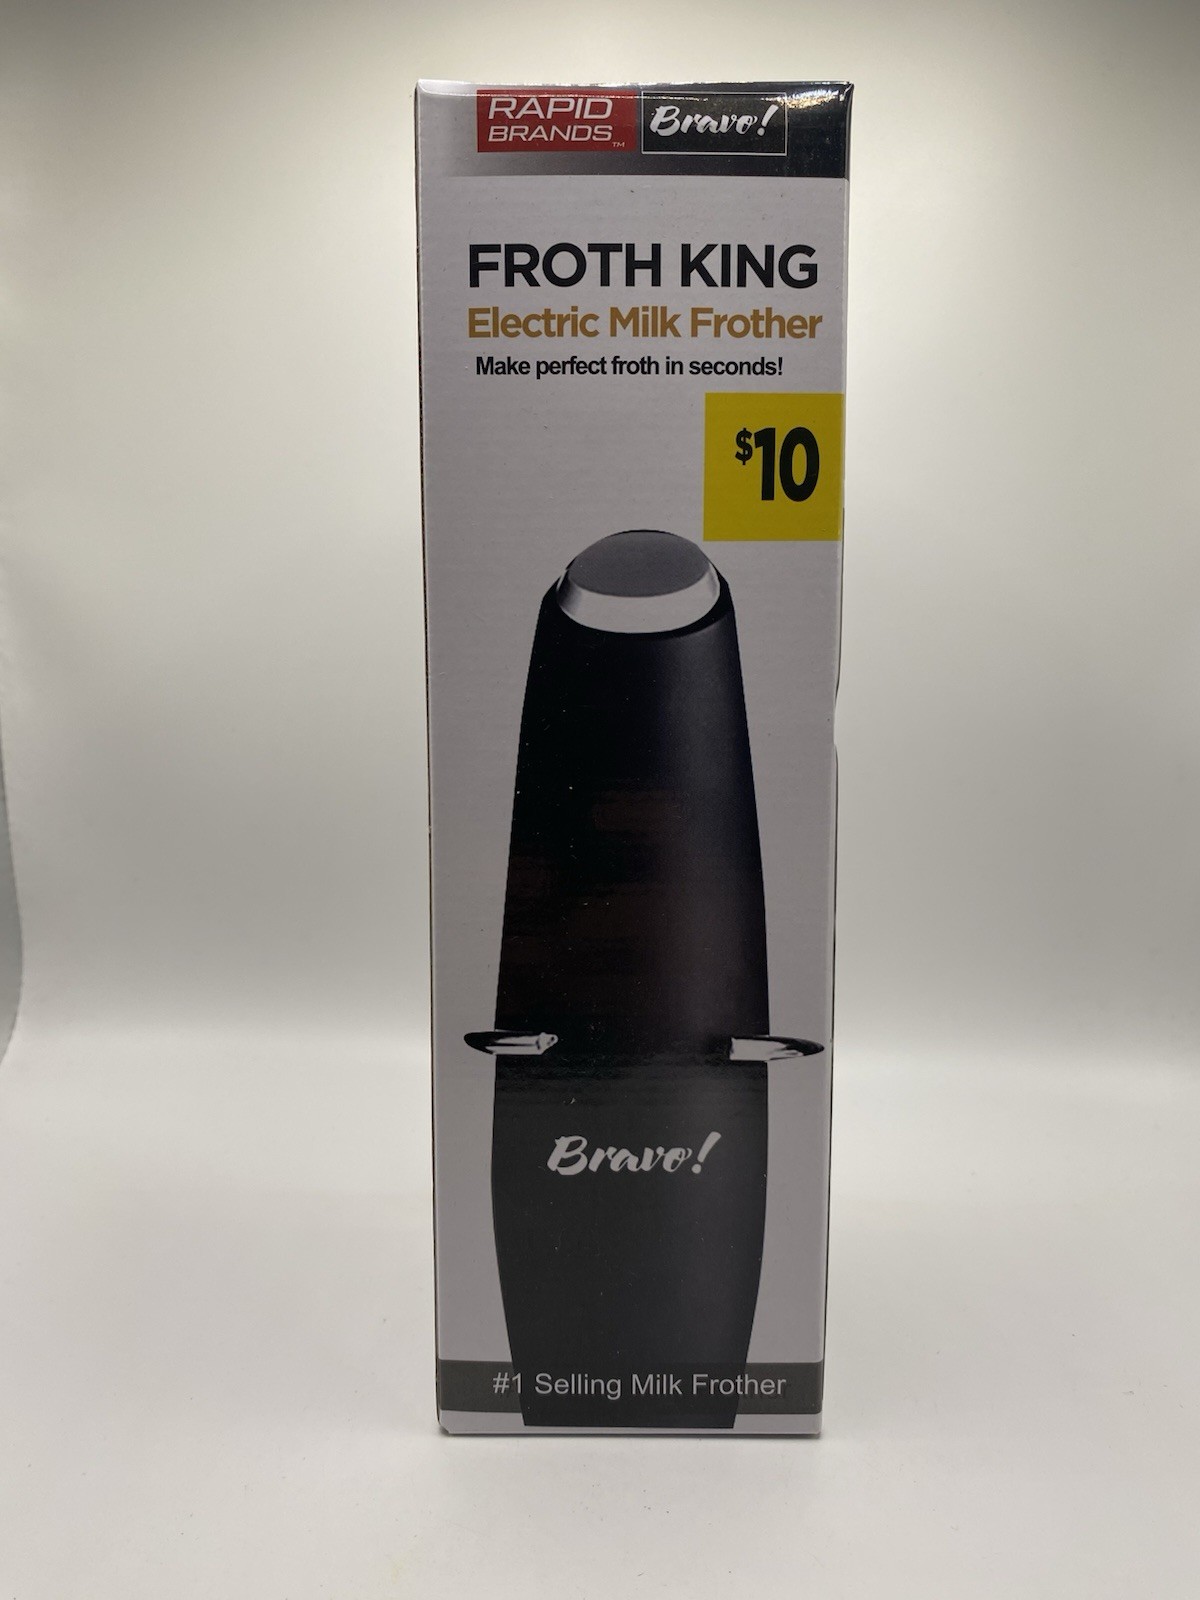 RAPID
BRANDS
TM
Bravo!
FROTH KING
Electric Milk Frother
Make perfect froth in seconds!
$10
Bravo!
#1 Selling Milk Frother